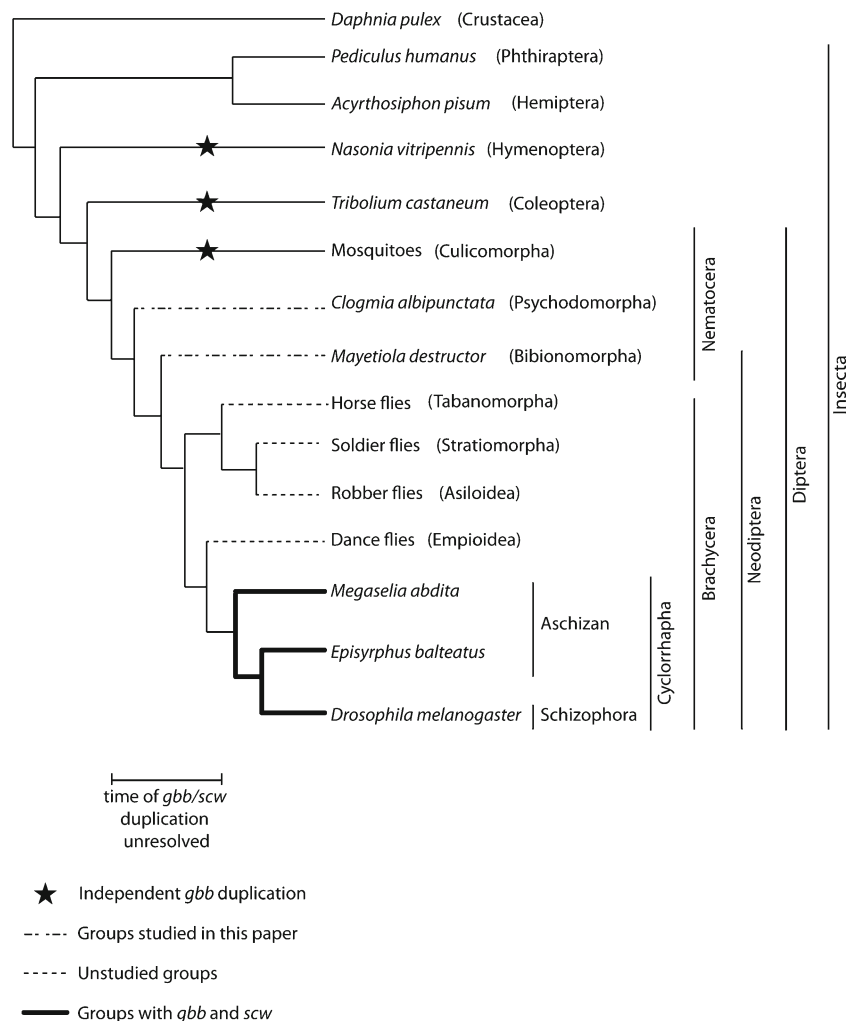 Daphnia pulex (Crustacea)
Pediculus humanus (Phthiraptera)
Acyrthosiphon pisum (Hemiptera)
Nasonia vitripennis (Hymenoptera)
Tribolium castaneum (Coleoptera)
Mosquitoes (Culicomorpha)
Clogmia albipunctata (Psychodomorpha)
Mayetiola destructor (Bibionomorpha)
Horse flies (Tabanomorpha)
Soldier flies (Stratiomorpha)
Robber flies (Asiloidea)
Dance flies (Empioidea)
Megaselia abdita
Episyrphus balteatus
Drosophila melanogaster
Aschizan
Schizophora
Cyclorrhapha
Nematocera
Brachycera
Neodiptera
Diptera
Insecta
time of gbb/scw
duplication
unresolved
Independent gbb duplication
Groups studied in this paper
Unstudied groups
Groups with gbb and scw